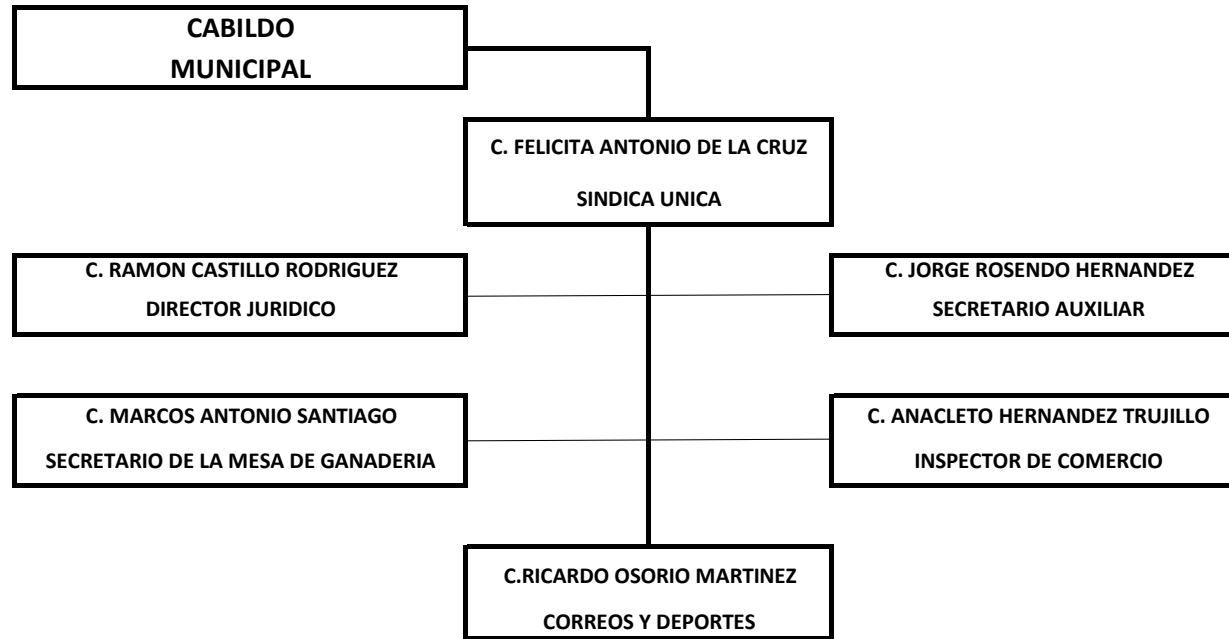 CABILDO
MUNICIPAL
C. FELICITA ANTONIO DE LA CRUZ
SINDICA UNICA
C. RAMON CASTILLO RODRIGUEZ
DIRECTOR JURIDICO
C. JORGE ROSENDO HERNANDEZ
SECRETARIO AUXILIAR
C. MARCOS ANTONIO SANTIAGO
SECRETARIO DE LA MESA DE GANADERIA
C. ANACLETO HERNANDEZ TRUJILLO
INSPECTOR DE COMERCIO
C.RICARDO OSORIO MARTINEZ
CORREOS Y DEPORTES